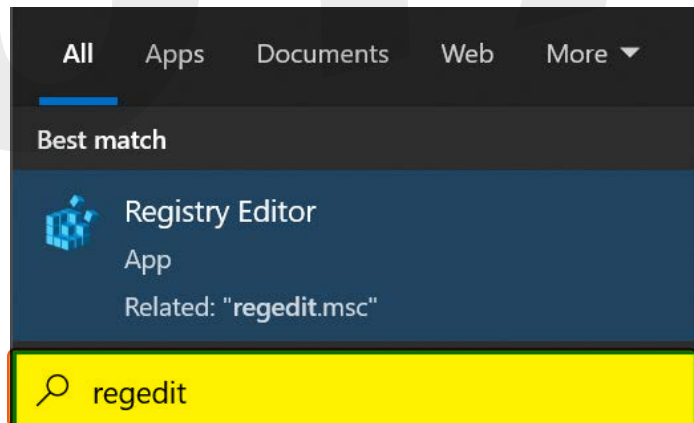 All Apps Documents Web More
Best match
Registry Editor
App
Related: "regedit.msc"
regedit